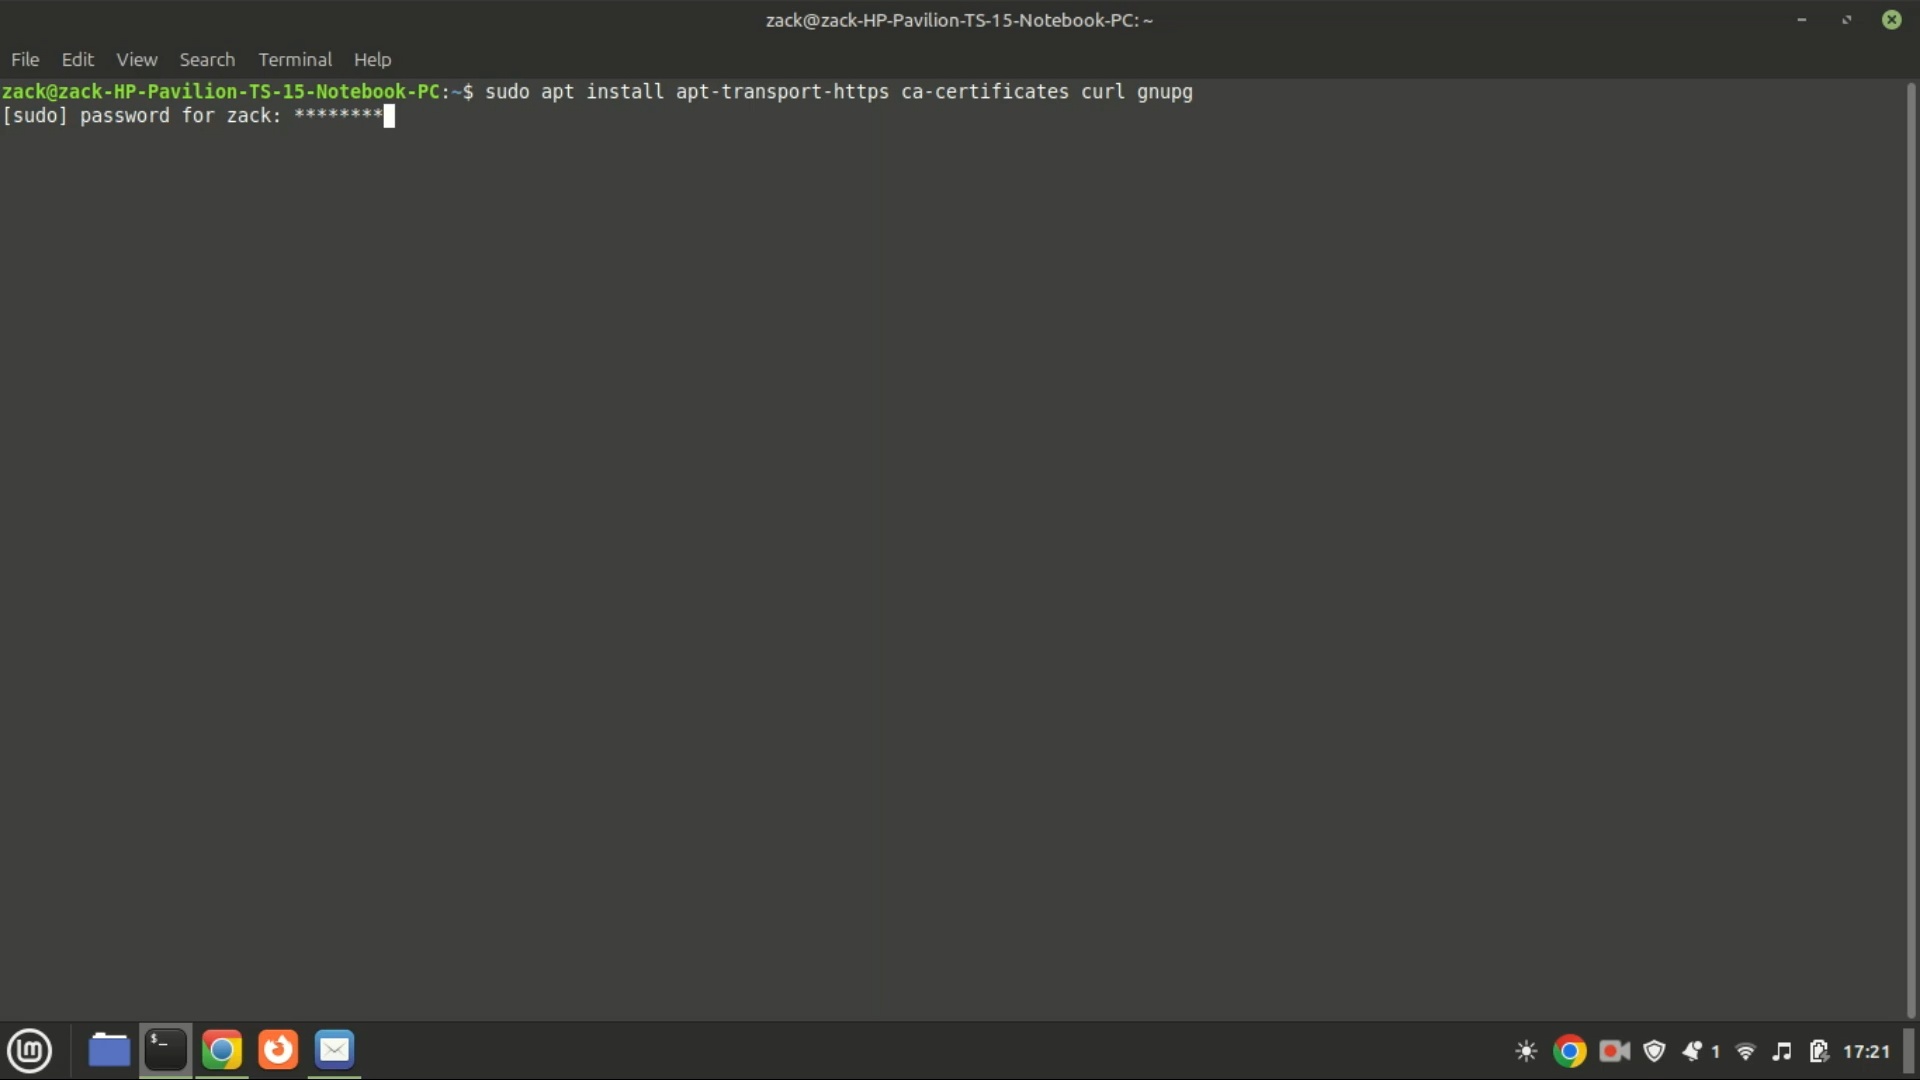 zack@zack-HP-Pavilion-TS-15-Notebook-PC: ~
File Edit View Search Terminal Help
zack@zack-HP-Pavilion-TS-15-Notebook-PC:~$ sudo apt install apt-transport-https ca-certificates curl gnupg
[sudo] password for zack: ********
$_
lm
1 17:21